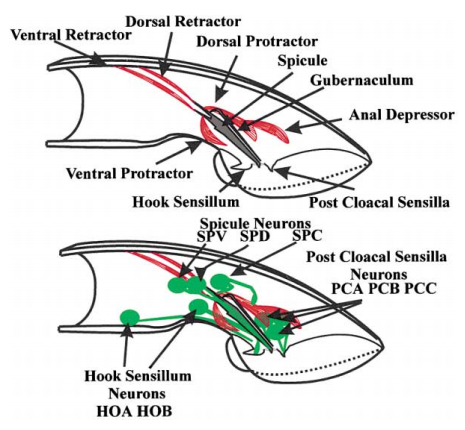 Dorsal Retractor
Ventral Retractor
Dorsal Protractor
Spicule
Gubernaculum
Anal Depressor
Ventral Protractor
Hook Sensillum
Post Cloacal Sensilla
Spicule Neurons
SPV SPD SPC
Post Cloacal Sensilla
Neurons
PCA PCB PCC
Hook Sensillum
Neurons
HOA HOB